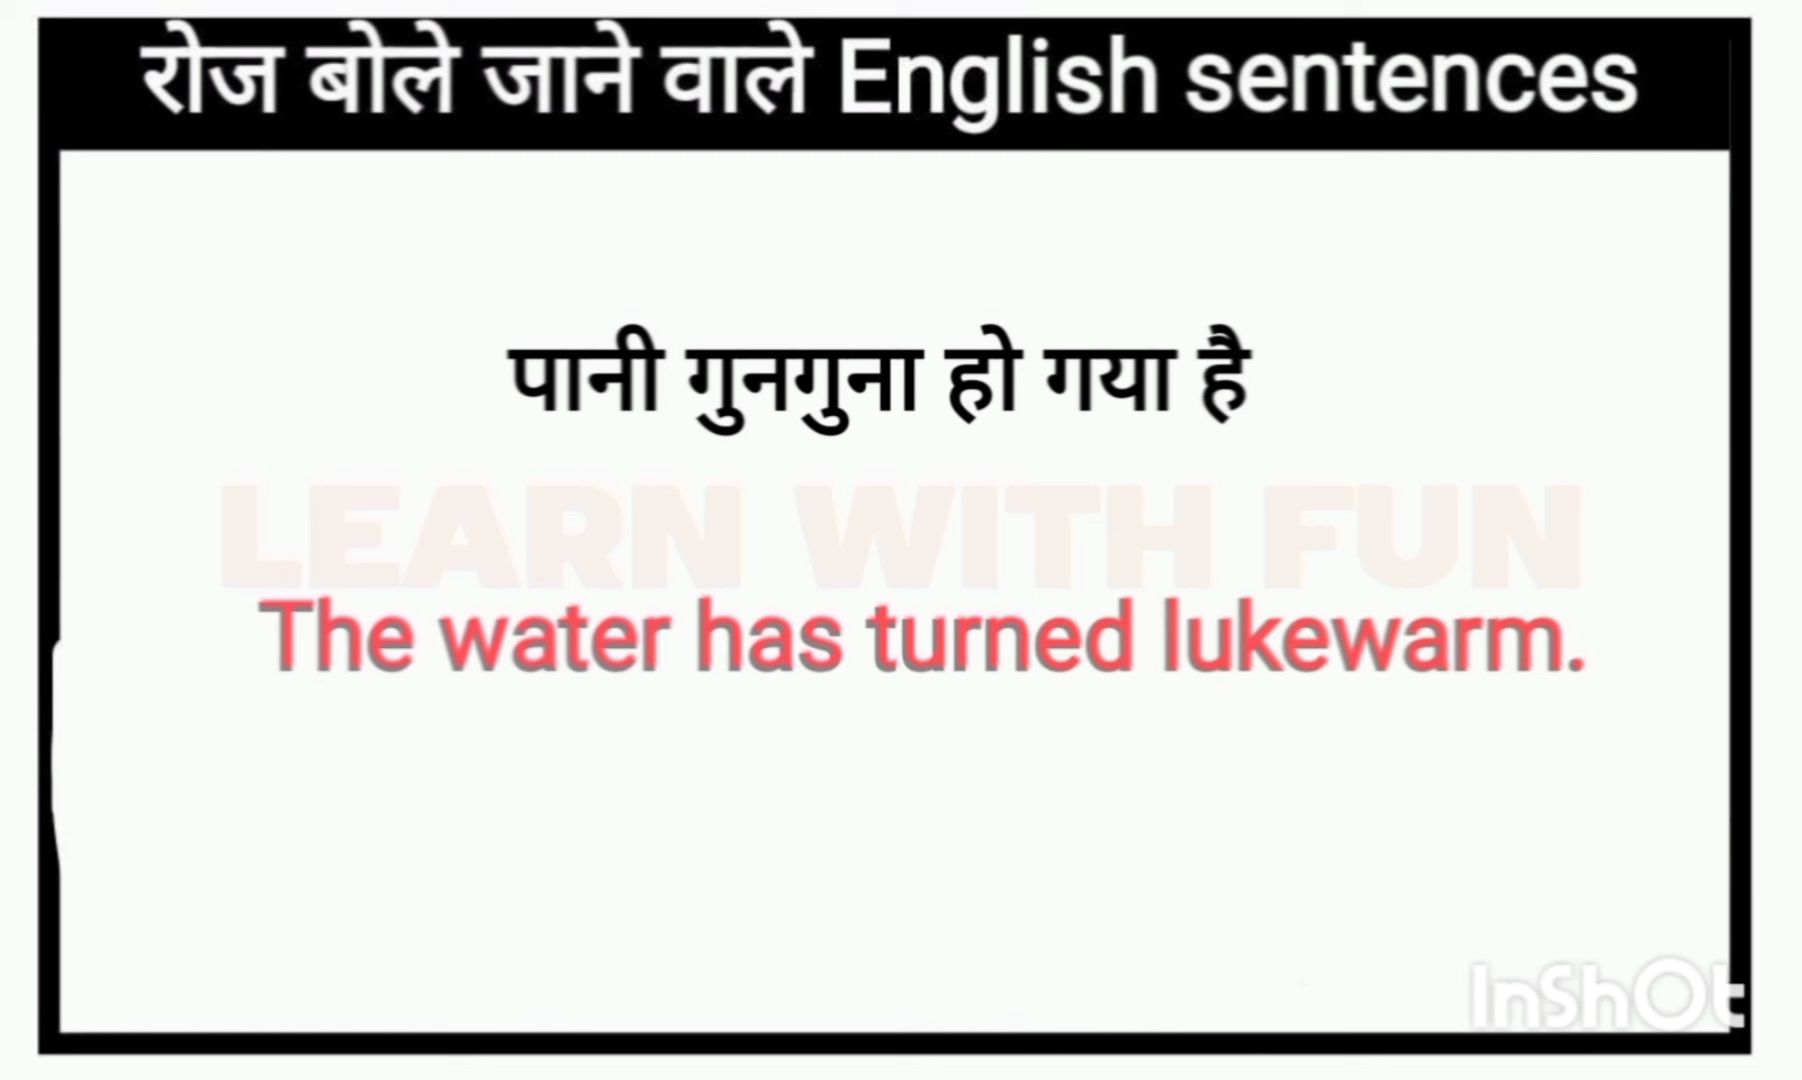 रोज बोले जाने वाले English sentences
पानी गुनगुना हो गया है
LEARN WITH FUN
The water has turned lukewarm.
InShOt